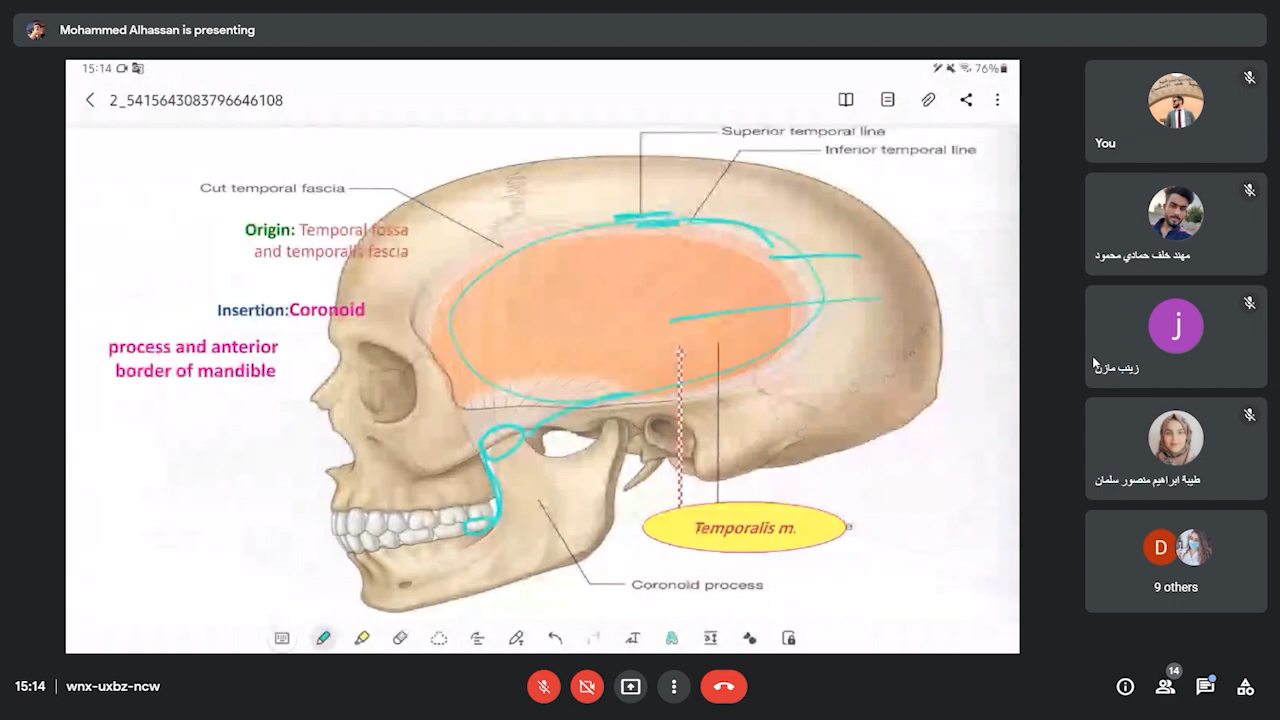 Mohammed Alhassan is presenting
15:14
76%
2_5415643083796646108
Superior temporal line
Inferior temporal line
Cut temporal fascia
Origin: Temporal fossa
and temporalis fascia
Insertion:Coronoid
process and anterior
border of mandible
Temporalis m.
e
Coronoid process
You
مهند خلف حمادي محمود
j
زينب مازن
طيبة ابراهيم منصور سلمان
D
9 others
15:14 | wnx-uxbz-ncw
14